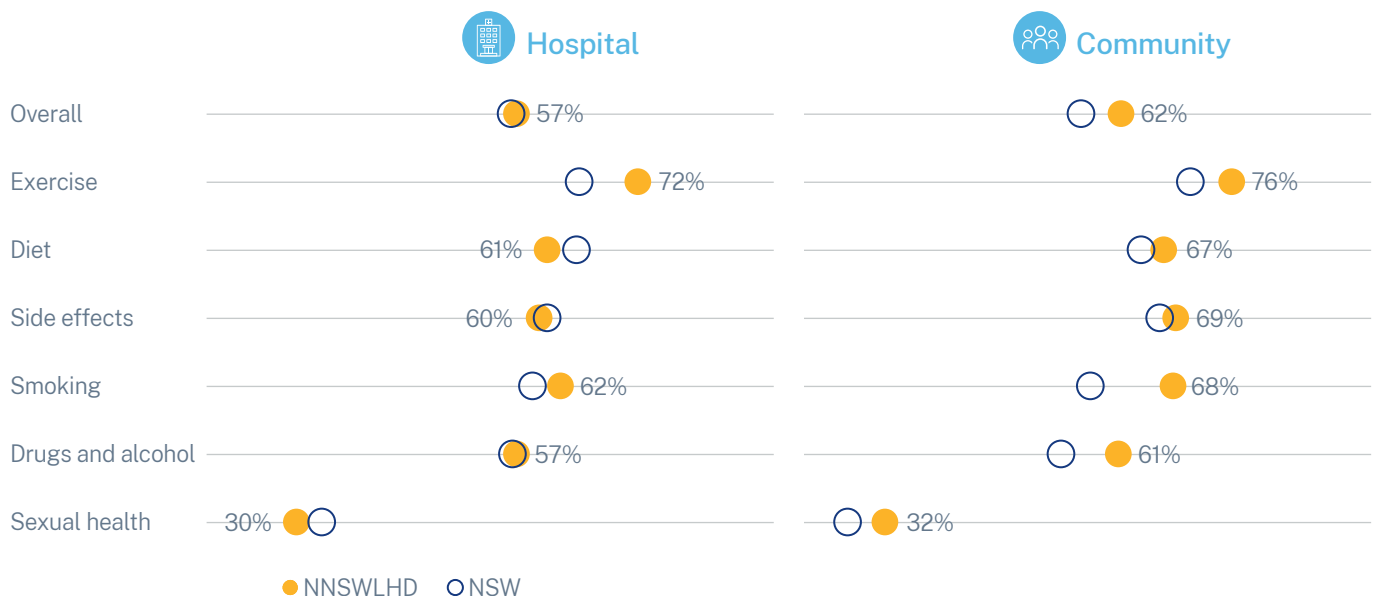 Hospital Community
Overall 57% 62%
Exercise 72% 76%
Diet 61% 67%
Side effects 60% 69%
Smoking 62% 68%
Drugs and alcohol 57% 61%
Sexual health 30% 32%
NNSWLHD NSW